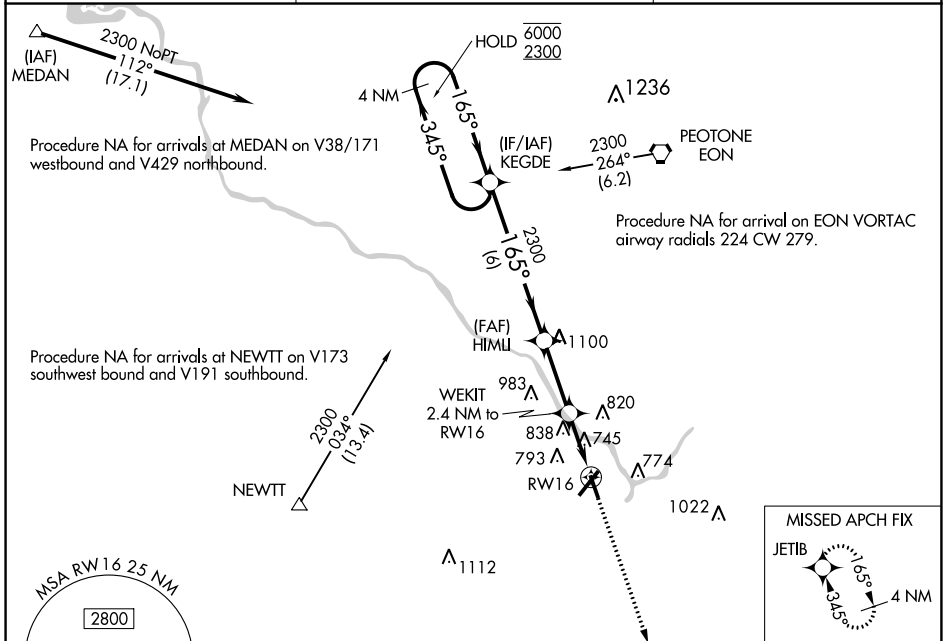 (IAF)
MEDAN
2300 NoPT
112°
(17.1)
HOLD 6000
2300
4 NM
165°
345°
1236
(IF/IAF)
KEGDE
2300
264°
(6.2)
PEOTONE
EON
Procedure NA for arrivals at MEDAN on V38/171
westbound and V429 northbound.
Procedure NA for arrival on EON VORTAC
airway radials 224 CW 279.
2300
165°
(6)
(FAF)
HIMLI
1100
Procedure NA for arrivals at NEWTT on V173
southwest bound and V191 southbound.
983
WEKIT
2.4 NM to
RW16
820
838
745
793
774
RW16
2300
034°
(13.4)
NEWTT
1022
1112
MISSED APCH FIX
JETIB
165°
345°
4 NM
MSA RW16 25 NM
2800